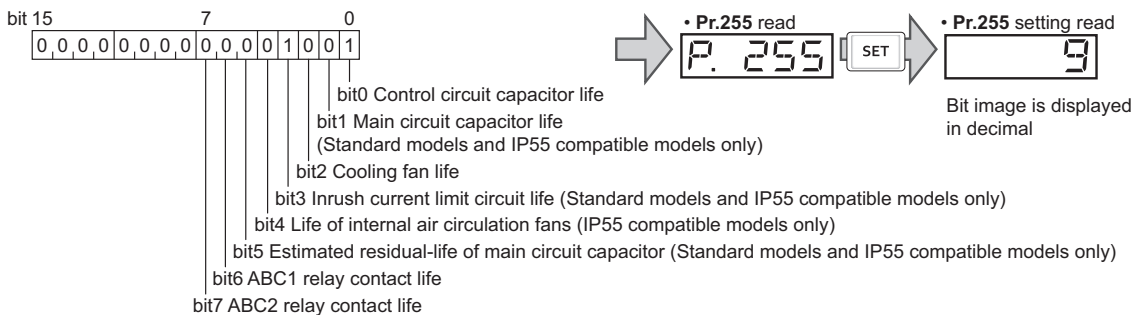 bit 15 7 0
0 0 0 0 0 0 0 0 0 0 0 0 1 0 0 1
• Pr.255 read
P. 255
SET
• Pr.255 setting read
9
Bit image is displayed
in decimal
bit0 Control circuit capacitor life
bit1 Main circuit capacitor life
(Standard models and IP55 compatible models only)
bit2 Cooling fan life
bit3 Inrush current limit circuit life (Standard models and IP55 compatible models only)
bit4 Life of internal air circulation fans (IP55 compatible models only)
bit5 Estimated residual-life of main circuit capacitor (Standard models and IP55 compatible models only)
bit6 ABC1 relay contact life
bit7 ABC2 relay contact life